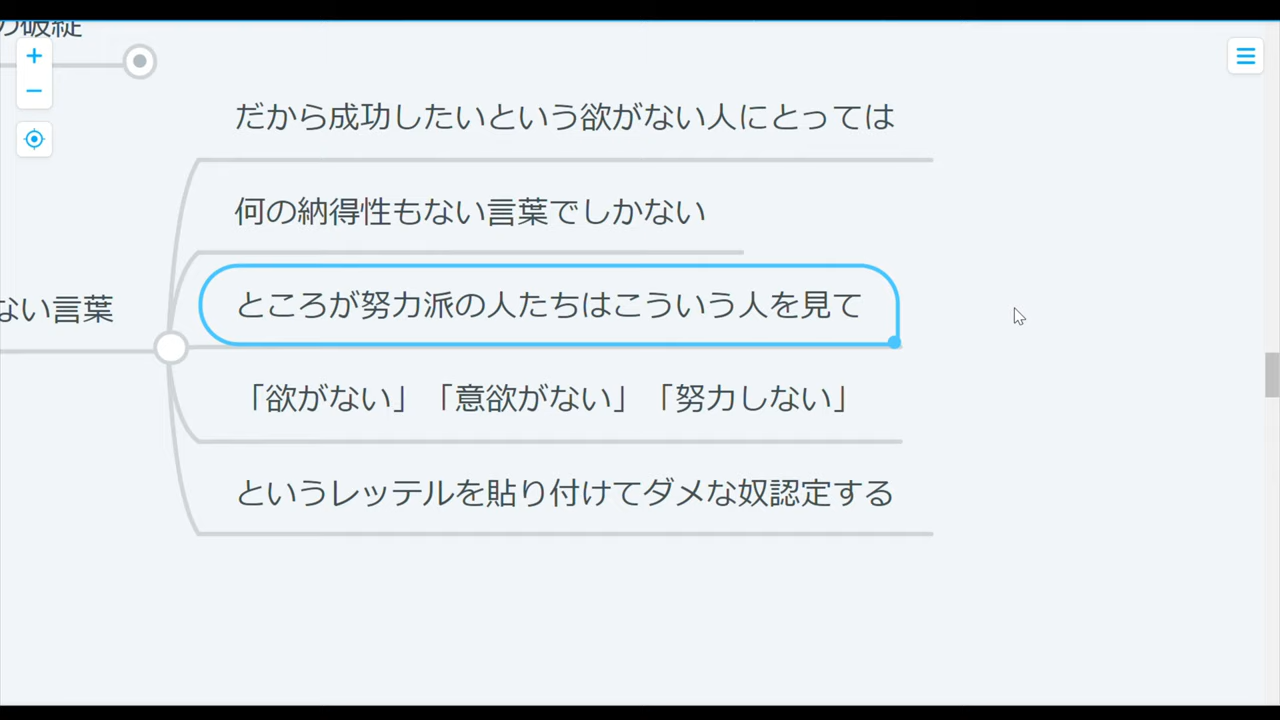 の破綻
だから成功したいという欲がない人にとっては
何の納得性もない言葉でしかない
ところが努力派の人たちはこういう人を見て
ない言葉
「欲がない」「意欲がない」「努力しない」
というレッテルを貼り付けてダメな奴認定する